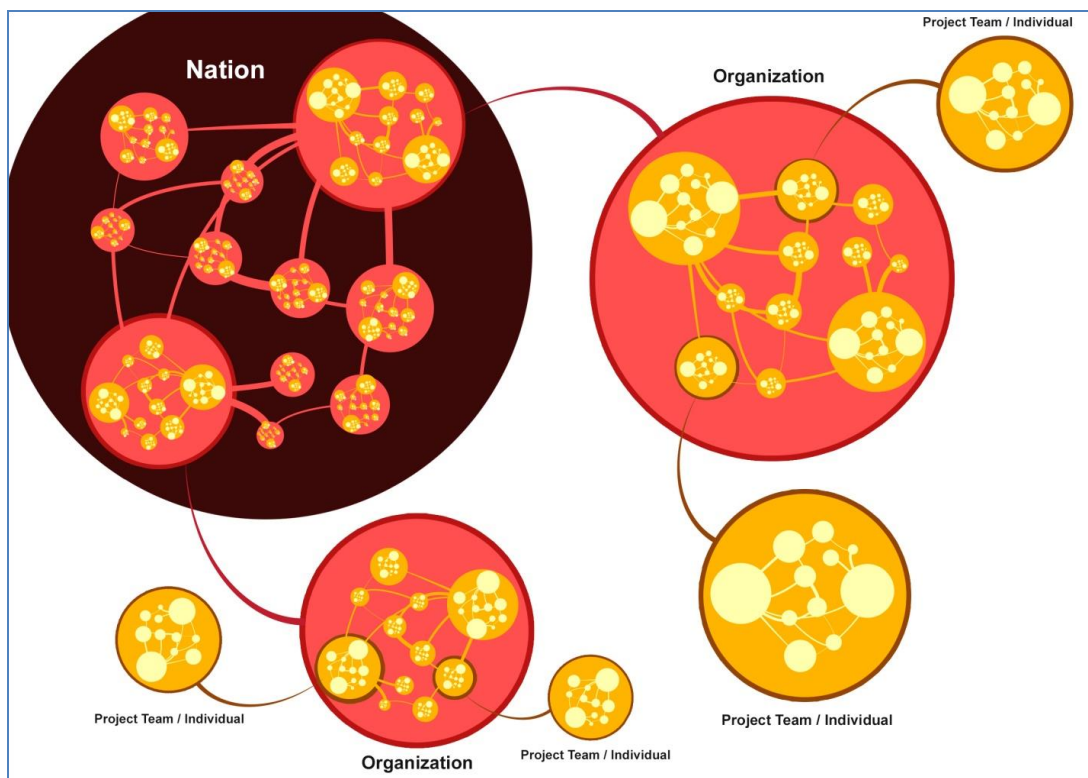 Project Team / Individual
Nation
Organization
Project Team / Individual
Project Team / Individual
Project Team / Individual
Organization